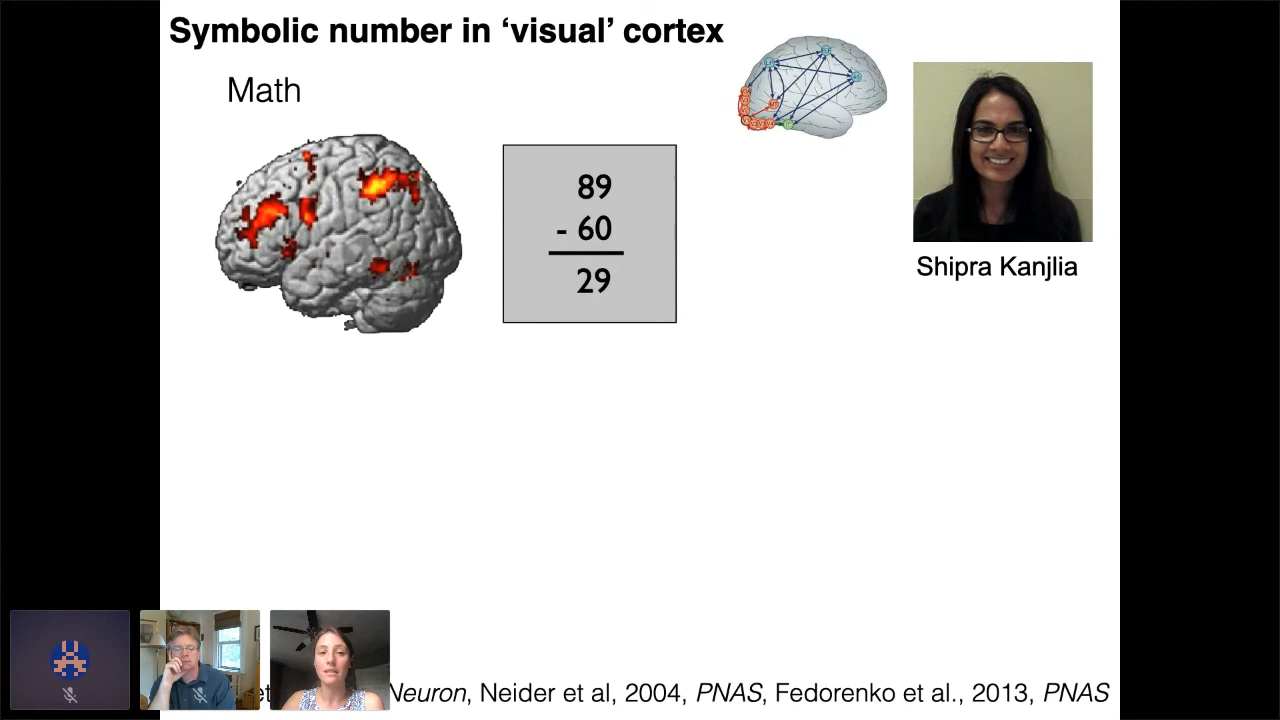 Symbolic number in ‘visual’ cortex
Math
89
- 60
29
Shipra Kanjlia
Neuron, Neider et al, 2004, PNAS, Fedorenko et al., 2013, PNAS